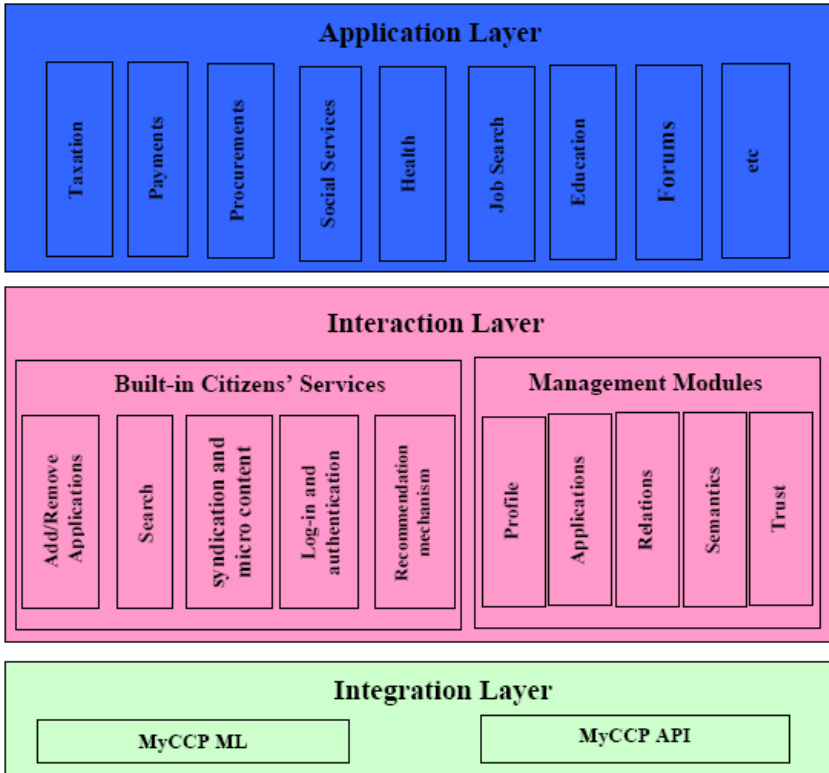 Application Layer
Taxation
Payments
Procurements
Social Services
Health
Job Search
Education
Forums
etc
Interaction Layer
Built-in Citizens’ Services
Management Modules
Add/Remove
Applications
Search
syndication and
micro content
Log-in and
authentication
Recommendation
mechanism
Profile
Applications
Relations
Semantics
Trust
Integration Layer
MyCCP ML
MyCCP API